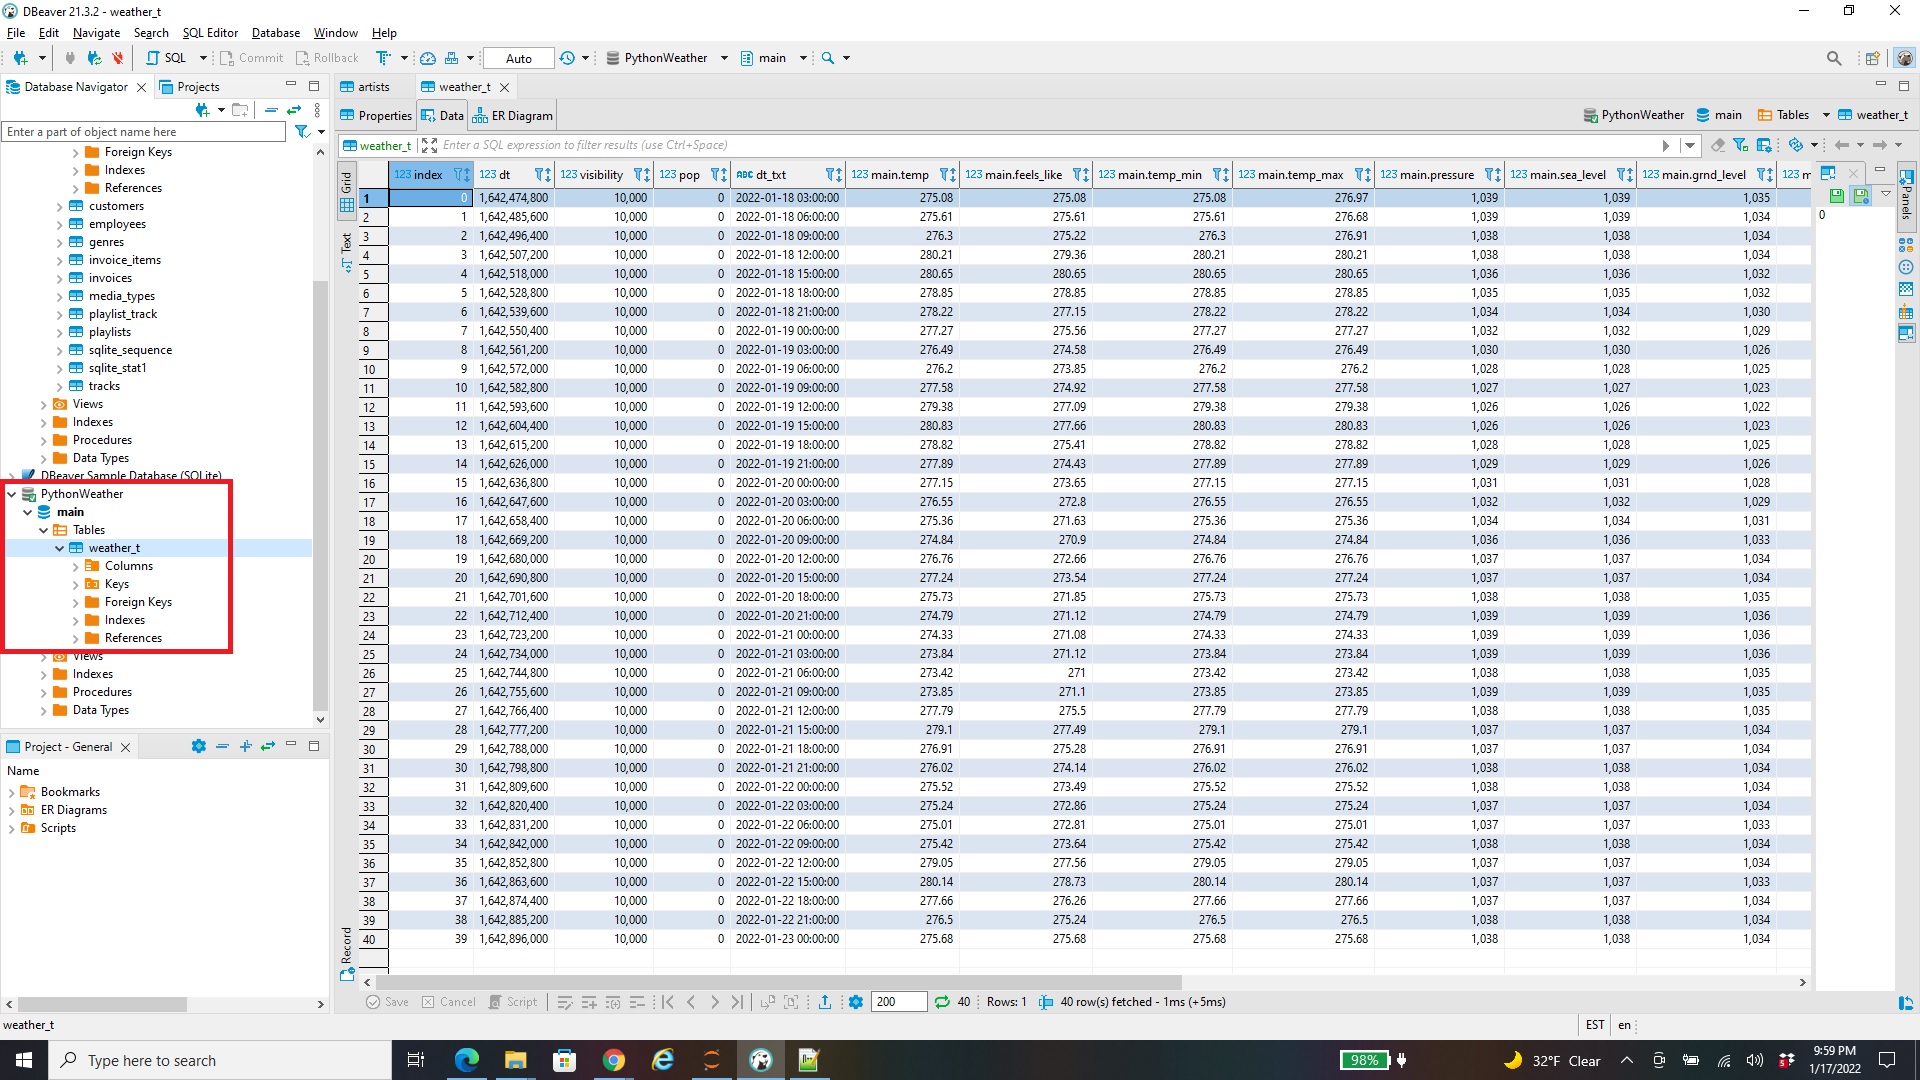 DBeaver 21.3.2 - weather_t
File Edit Navigate Search SQL Editor Database Window Help
SQL Commit Rollback Auto PythonWeather main
Database Navigator Projects
artists weather_t
Properties Data ER Diagram
PythonWeather main Tables weather_t
Enter a part of object name here
weather_t Enter a SQL expression to filter results (use Ctrl+Space)
Foreign Keys
Indexes
References
customers
employees
genres
invoice_items
invoices
media_types
playlist_track
playlists
sqlite_sequence
sqlite_stat1
tracks
Views
Indexes
Procedures
Data Types
DBeaver Sample Database (SQLite)
PythonWeather
main
Tables
weather_t
Columns
Keys
Foreign Keys
Indexes
References
Views
Indexes
Procedures
Data Types
Project - General
Name
Bookmarks
ER Diagrams
Scripts
Grid
Text
Record
123 index 123 dt 123 visibility 123 pop ABC dt_txt 123 main.temp 123 main.feels_like 123 main.temp_min 123 main.temp_max 123 main.pressure 123 main.sea_level 123 main.grnd_level 123 m
1 0 1,642,474,800 10,000 0 2022-01-18 03:00:00 275.08 275.08 275.08 276.97 1,039 1,039 1,035
2 1 1,642,485,600 10,000 0 2022-01-18 06:00:00 275.61 275.61 275.61 276.68 1,039 1,039 1,034
3 2 1,642,496,400 10,000 0 2022-01-18 09:00:00 276.3 275.22 276.3 276.91 1,038 1,038 1,034
4 3 1,642,507,200 10,000 0 2022-01-18 12:00:00 280.21 279.36 280.21 280.21 1,038 1,038 1,034
5 4 1,642,518,000 10,000 0 2022-01-18 15:00:00 280.65 280.65 280.65 280.65 1,036 1,036 1,032
6 5 1,642,528,800 10,000 0 2022-01-18 18:00:00 278.85 278.85 278.85 278.85 1,035 1,035 1,032
7 6 1,642,539,600 10,000 0 2022-01-18 21:00:00 278.22 277.15 278.22 278.22 1,034 1,034 1,030
8 7 1,642,550,400 10,000 0 2022-01-19 00:00:00 277.27 275.56 277.27 277.27 1,032 1,032 1,029
9 8 1,642,561,200 10,000 0 2022-01-19 03:00:00 276.49 274.58 276.49 276.49 1,030 1,030 1,026
10 9 1,642,572,000 10,000 0 2022-01-19 06:00:00 276.2 273.85 276.2 276.2 1,028 1,028 1,025
11 10 1,642,582,800 10,000 0 2022-01-19 09:00:00 277.58 274.92 277.58 277.58 1,027 1,027 1,023
12 11 1,642,593,600 10,000 0 2022-01-19 12:00:00 279.38 277.09 279.38 279.38 1,026 1,026 1,022
13 12 1,642,604,400 10,000 0 2022-01-19 15:00:00 280.83 277.66 280.83 280.83 1,026 1,026 1,023
14 13 1,642,615,200 10,000 0 2022-01-19 18:00:00 278.82 275.41 278.82 278.82 1,028 1,028 1,025
15 14 1,642,626,000 10,000 0 2022-01-19 21:00:00 277.89 274.43 277.89 277.89 1,029 1,029 1,026
16 15 1,642,636,800 10,000 0 2022-01-20 00:00:00 277.15 273.65 277.15 277.15 1,031 1,031 1,028
17 16 1,642,647,600 10,000 0 2022-01-20 03:00:00 276.55 272.8 276.55 276.55 1,032 1,032 1,029
18 17 1,642,658,400 10,000 0 2022-01-20 06:00:00 275.36 271.63 275.36 275.36 1,034 1,034 1,031
19 18 1,642,669,200 10,000 0 2022-01-20 09:00:00 274.84 270.9 274.84 274.84 1,036 1,036 1,033
20 19 1,642,680,000 10,000 0 2022-01-20 12:00:00 276.76 272.66 276.76 276.76 1,037 1,037 1,034
21 20 1,642,690,800 10,000 0 2022-01-20 15:00:00 277.24 273.54 277.24 277.24 1,037 1,037 1,034
22 21 1,642,701,600 10,000 0 2022-01-20 18:00:00 275.73 271.85 275.73 275.73 1,038 1,038 1,035
23 22 1,642,712,400 10,000 0 2022-01-20 21:00:00 274.79 271.12 274.79 274.79 1,039 1,039 1,036
24 23 1,642,723,200 10,000 0 2022-01-21 00:00:00 274.33 271.08 274.33 274.33 1,039 1,039 1,036
25 24 1,642,734,000 10,000 0 2022-01-21 03:00:00 273.84 271.12 273.84 273.84 1,039 1,039 1,036
26 25 1,642,744,800 10,000 0 2022-01-21 06:00:00 273.42 271 273.42 273.42 1,038 1,038 1,035
27 26 1,642,755,600 10,000 0 2022-01-21 09:00:00 273.85 271.1 273.85 273.85 1,039 1,039 1,035
28 27 1,642,766,400 10,000 0 2022-01-21 12:00:00 277.79 275.5 277.79 277.79 1,038 1,038 1,035
29 28 1,642,777,200 10,000 0 2022-01-21 15:00:00 279.1 277.49 279.1 279.1 1,037 1,037 1,034
30 29 1,642,788,000 10,000 0 2022-01-21 18:00:00 276.91 275.28 276.91 276.91 1,037 1,037 1,034
31 30 1,642,798,800 10,000 0 2022-01-21 21:00:00 276.02 274.14 276.02 276.02 1,038 1,038 1,034
32 31 1,642,809,600 10,000 0 2022-01-22 00:00:00 275.52 273.49 275.52 275.52 1,038 1,038 1,034
33 32 1,642,820,400 10,000 0 2022-01-22 03:00:00 275.24 272.86 275.24 275.24 1,037 1,037 1,034
34 33 1,642,831,200 10,000 0 2022-01-22 06:00:00 275.01 272.81 275.01 275.01 1,037 1,037 1,033
35 34 1,642,842,000 10,000 0 2022-01-22 09:00:00 275.42 273.64 275.42 275.42 1,038 1,038 1,034
36 35 1,642,852,800 10,000 0 2022-01-22 12:00:00 279.05 277.56 279.05 279.05 1,037 1,037 1,034
37 36 1,642,863,600 10,000 0 2022-01-22 15:00:00 280.14 278.73 280.14 280.14 1,037 1,037 1,033
38 37 1,642,874,400 10,000 0 2022-01-22 18:00:00 277.66 276.26 277.66 277.66 1,037 1,037 1,034
39 38 1,642,885,200 10,000 0 2022-01-22 21:00:00 276.5 275.24 276.5 276.5 1,038 1,038 1,034
40 39 1,642,896,000 10,000 0 2022-01-23 00:00:00 275.68 275.68 275.68 275.68 1,038 1,038 1,034
0
Panels
Save Cancel Script 200 40 Rows: 1 40 row(s) fetched - 1ms (+5ms)
weather_t EST en
Type here to search 98% 32°F Clear 9:59 PM
1/17/2022